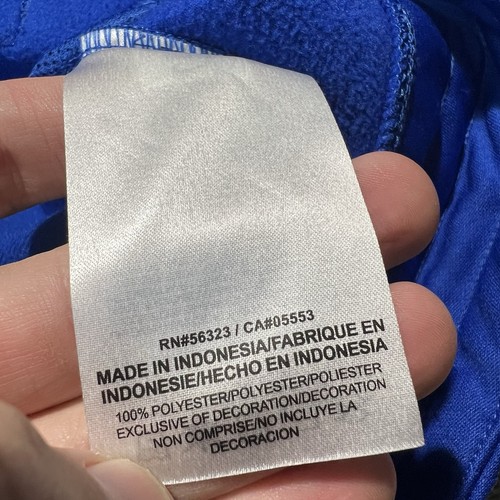 RN#56323 / CA#05553
MADE IN INDONESIA/FABRIQUE EN
INDONESIE/HECHO EN INDONESIA
100% POLYESTER/POLYESTER/POLIESTER
EXCLUSIVE OF DECORATION/DECORATION
NON COMPRISE/NO INCLUYE LA
DECORACION